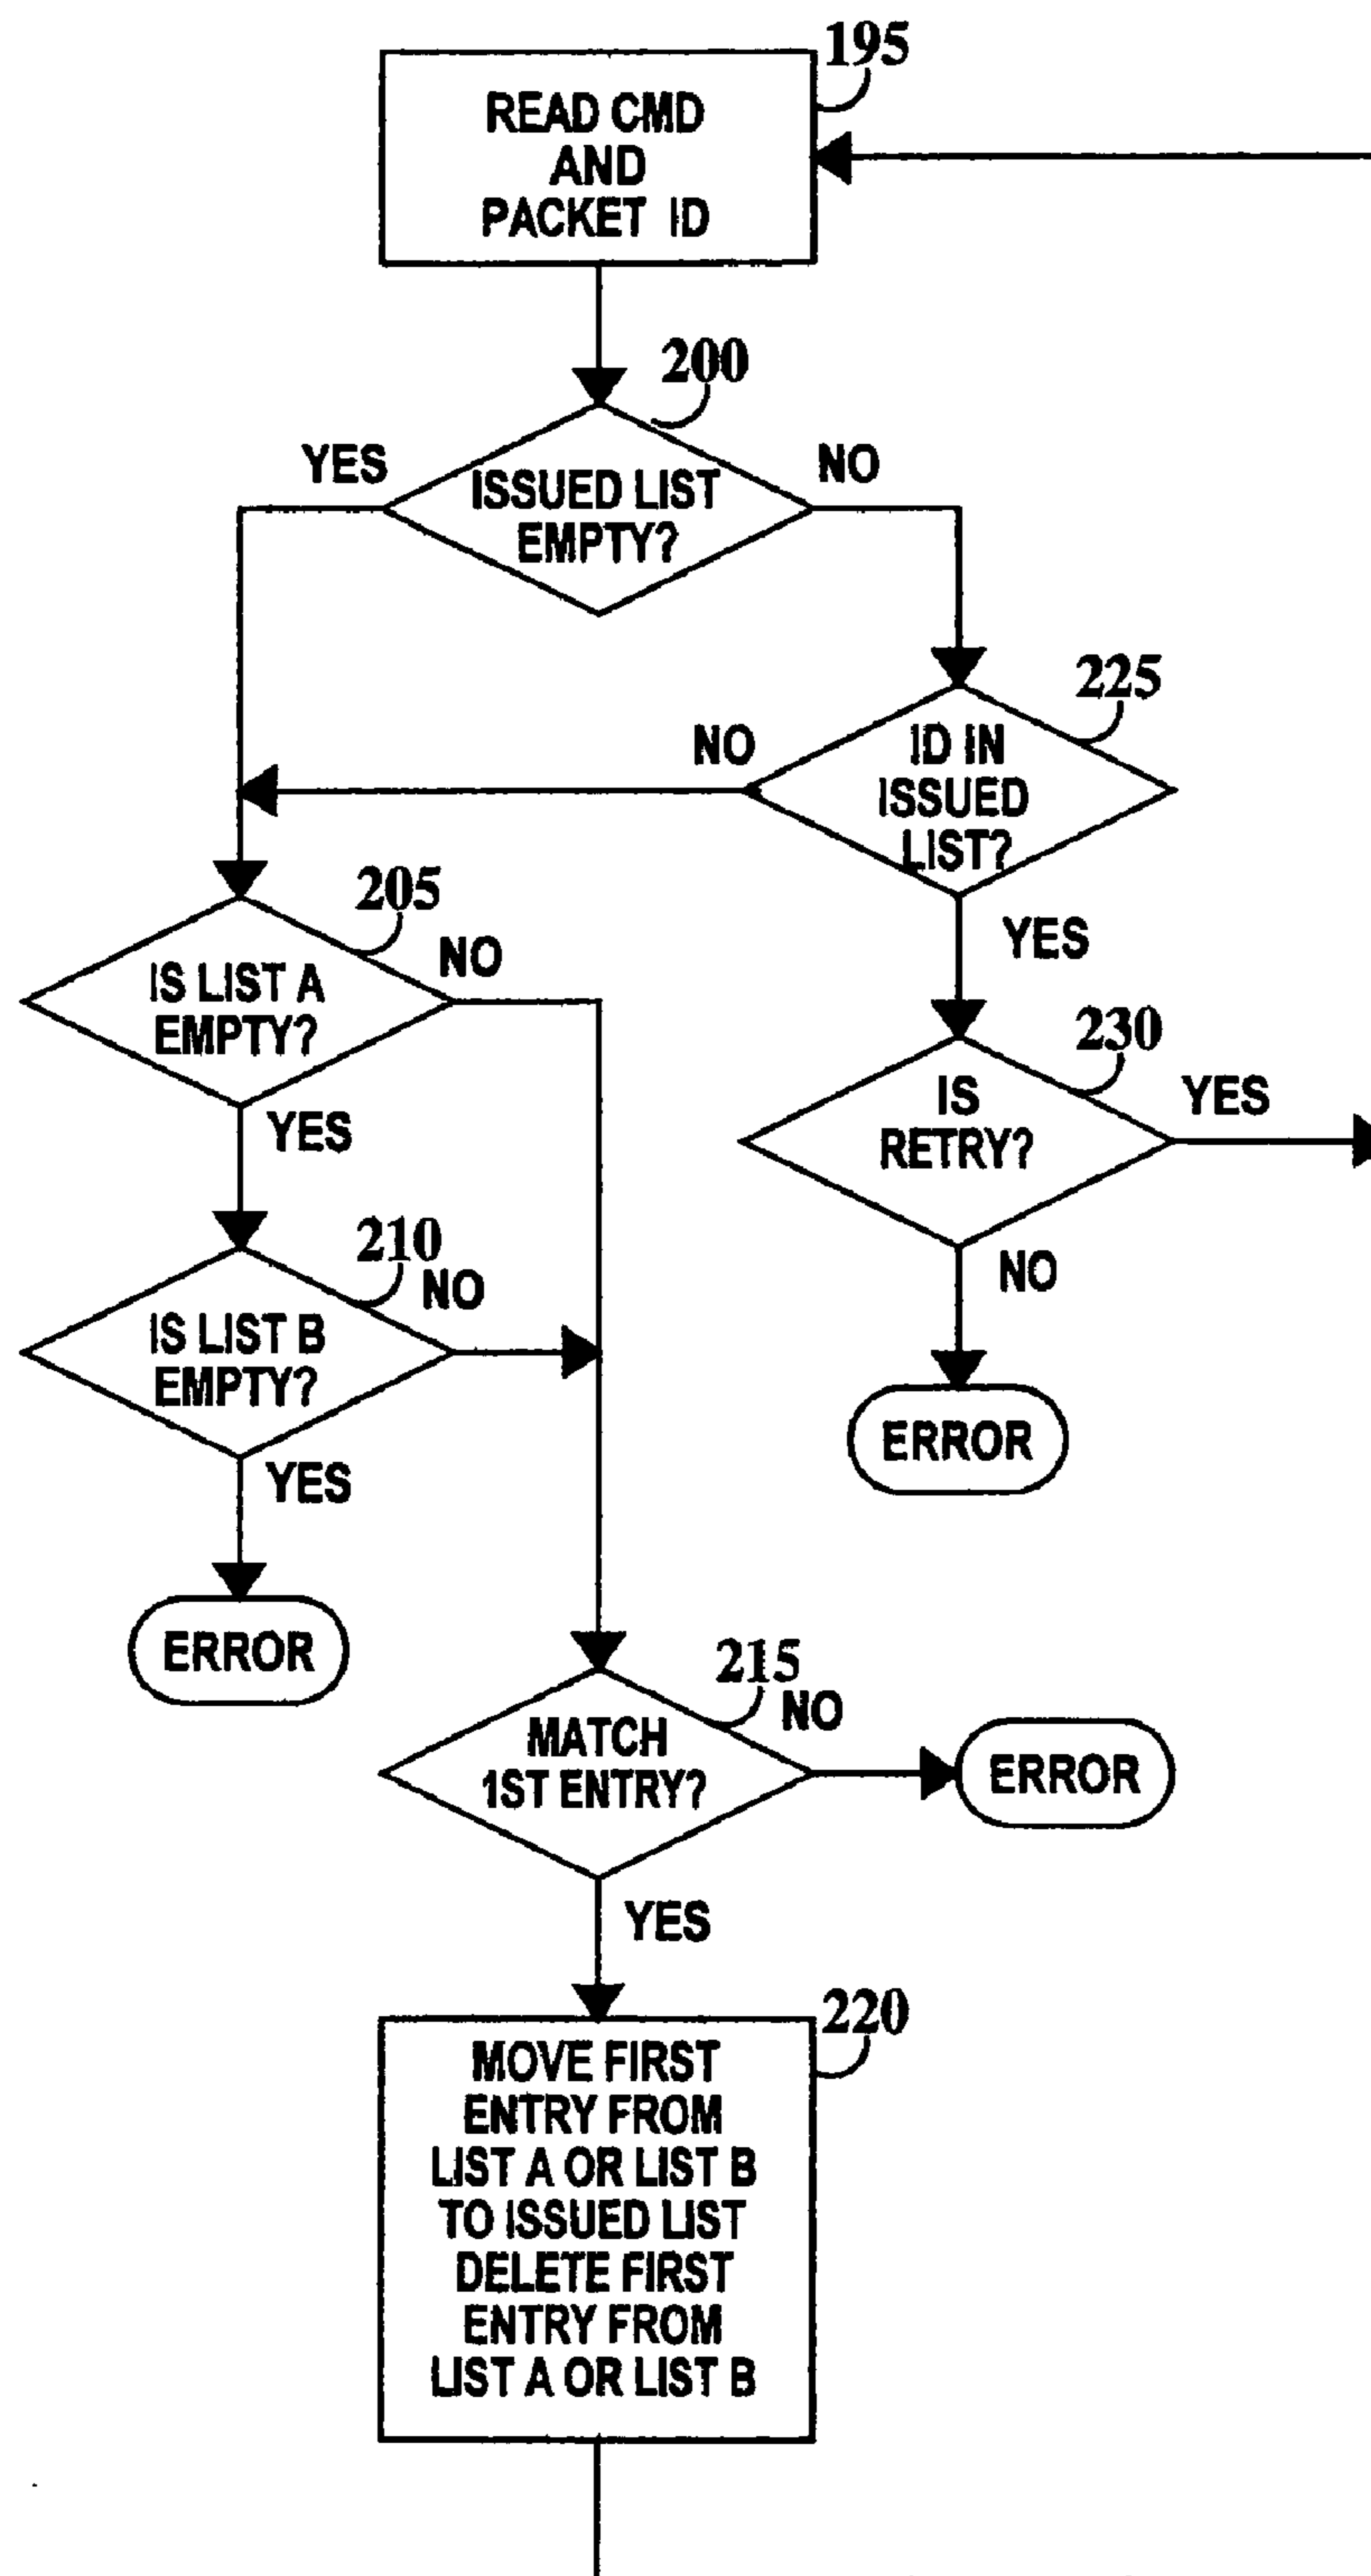 195
READ CMD
AND
PACKET ID
200
YES
NO
ISSUED LIST
EMPTY?
225
NO
ID IN
ISSUED
LIST?
205
NO
YES
IS LIST A
EMPTY?
230
YES
IS
RETRY?
YES
210
NO
NO
IS LIST B
EMPTY?
ERROR
YES
ERROR
215
NO
MATCH
1ST ENTRY?
ERROR
YES
220
MOVE FIRST
ENTRY FROM
LIST A OR LIST B
TO ISSUED LIST
DELETE FIRST
ENTRY FROM
LIST A OR LIST B